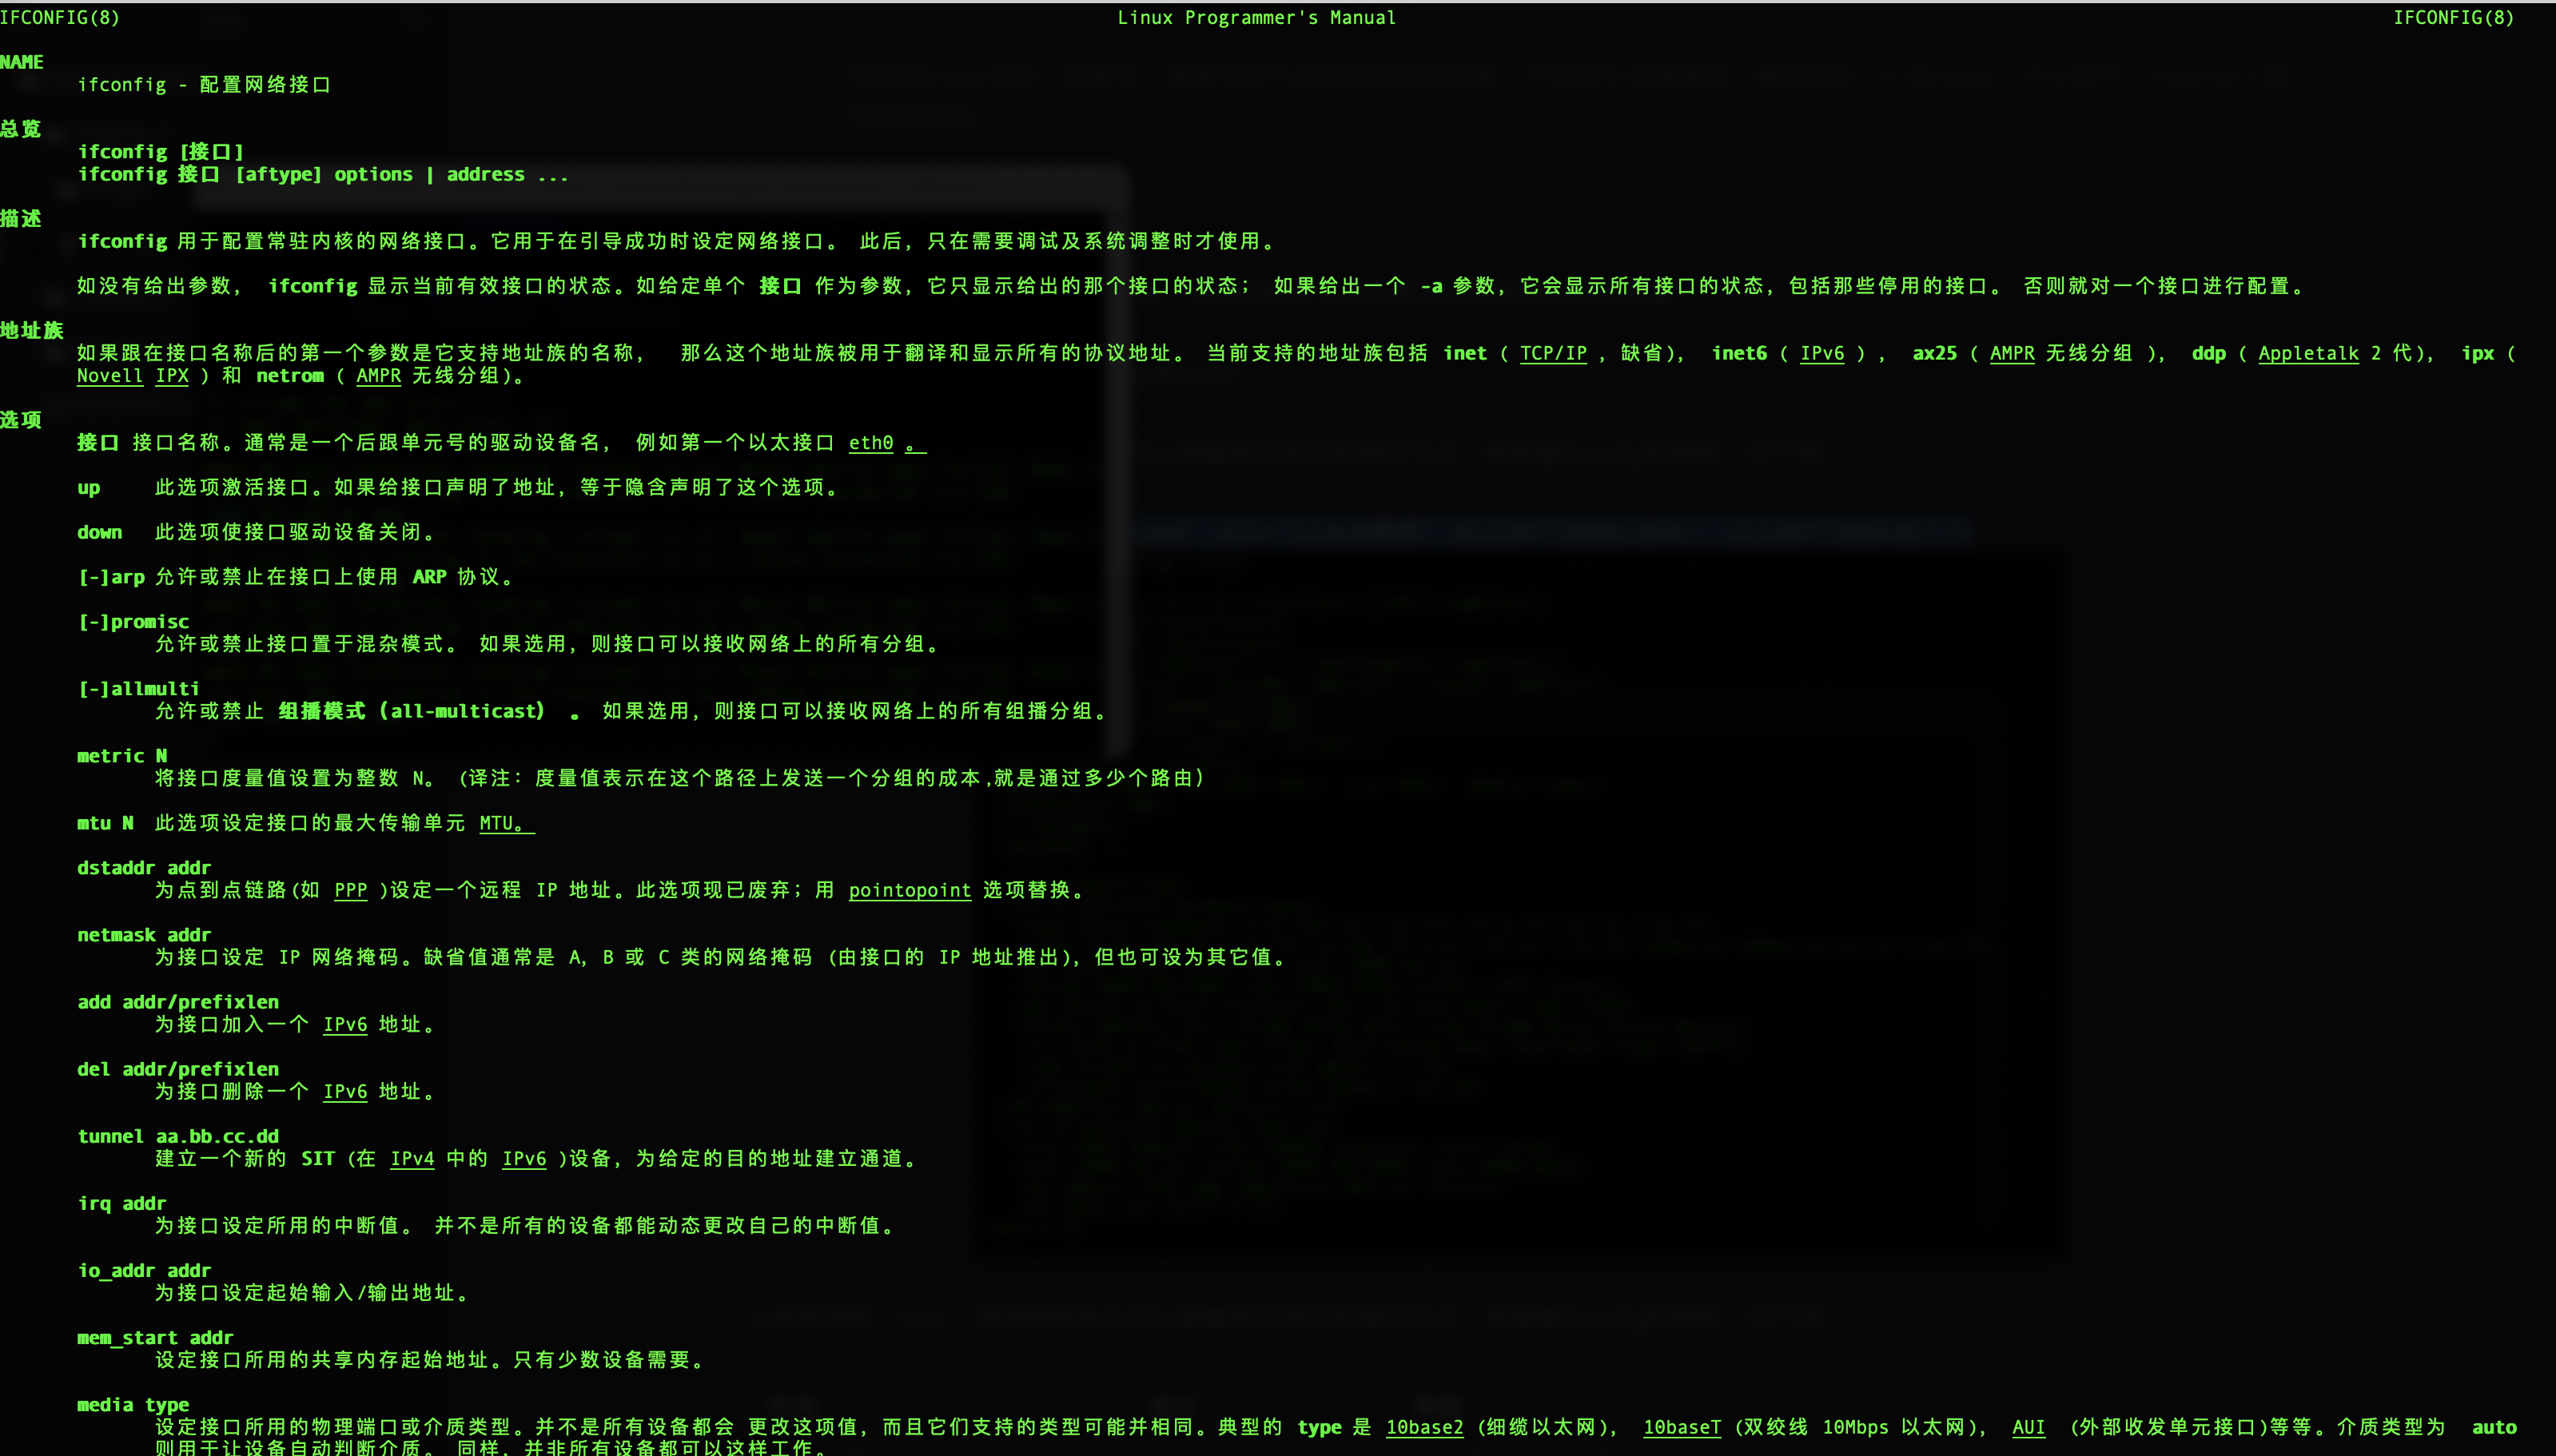 IFCONFIG(8) Linux Programmer's Manual IFCONFIG(8)
NAME
ifconfig - 配置网络接口
总览
ifconfig [接口]
ifconfig 接口 [aftype] options | address ...
描述
ifconfig 用于配置常驻内核的网络接口。它用于在引导成功时设定网络接口。 此后，只在需要调试及系统调整时才使用。
如没有给出参数， ifconfig 显示当前有效接口的状态。如给定单个 接口 作为参数，它只显示给出的那个接口的状态； 如果给出一个 -a 参数，它会显示所有接口的状态，包括那些停用的接口。 否则就对一个接口进行配置。
地址族
如果跟在接口名称后的第一个参数是它支持地址族的名称， 那么这个地址族被用于翻译和显示所有的协议地址。 当前支持的地址族包括 inet ( TCP/IP , 缺省)， inet6 ( IPv6 ) , ax25 ( AMPR 无线分组 )， ddp ( Appletalk 2 代)， ipx (
Novell IPX ) 和 netrom ( AMPR 无线分组)。
选项
接口 接口名称。通常是一个后跟单元号的驱动设备名， 例如第一个以太接口 eth0 。
up 此选项激活接口。如果给接口声明了地址，等于隐含声明了这个选项。
down 此选项使接口驱动设备关闭。
[-]arp 允许或禁止在接口上使用 ARP 协议。
[-]promisc
允许或禁止接口置于混杂模式。 如果选用，则接口可以接收网络上的所有分组。
[-]allmulti
允许或禁止 组播模式（all-multicast） 。 如果选用，则接口可以接收网络上的所有组播分组。
metric N
将接口度量值设置为整数 N。 (译注：度量值表示在这个路径上发送一个分组的成本,就是通过多少个路由）
mtu N 此选项设定接口的最大传输单元 MTU。
dstaddr addr
为点到点链路(如 PPP )设定一个远程 IP 地址。此选项现已废弃；用 pointopoint 选项替换。
netmask addr
为接口设定 IP 网络掩码。缺省值通常是 A，B 或 C 类的网络掩码 (由接口的 IP 地址推出)，但也可设为其它值。
add addr/prefixlen
为接口加入一个 IPv6 地址。
del addr/prefixlen
为接口删除一个 IPv6 地址。
tunnel aa.bb.cc.dd
建立一个新的 SIT (在 IPv4 中的 IPv6 )设备，为给定的目的地址建立通道。
irq addr
为接口设定所用的中断值。 并不是所有的设备都能动态更改自己的中断值。
io_addr addr
为接口设定起始输入/输出地址。
mem_start addr
设定接口所用的共享内存起始地址。只有少数设备需要。
media type
设定接口所用的物理端口或介质类型。并不是所有设备都会 更改这项值，而且它们支持的类型可能并相同。典型的 type 是 10base2 (细缆以太网)， 10baseT (双绞线 10Mbps 以太网)， AUI (外部收发单元接口)等等。介质类型为 auto
则用于让设备自动判断介质。 同样，并非所有设备都可以这样工作。